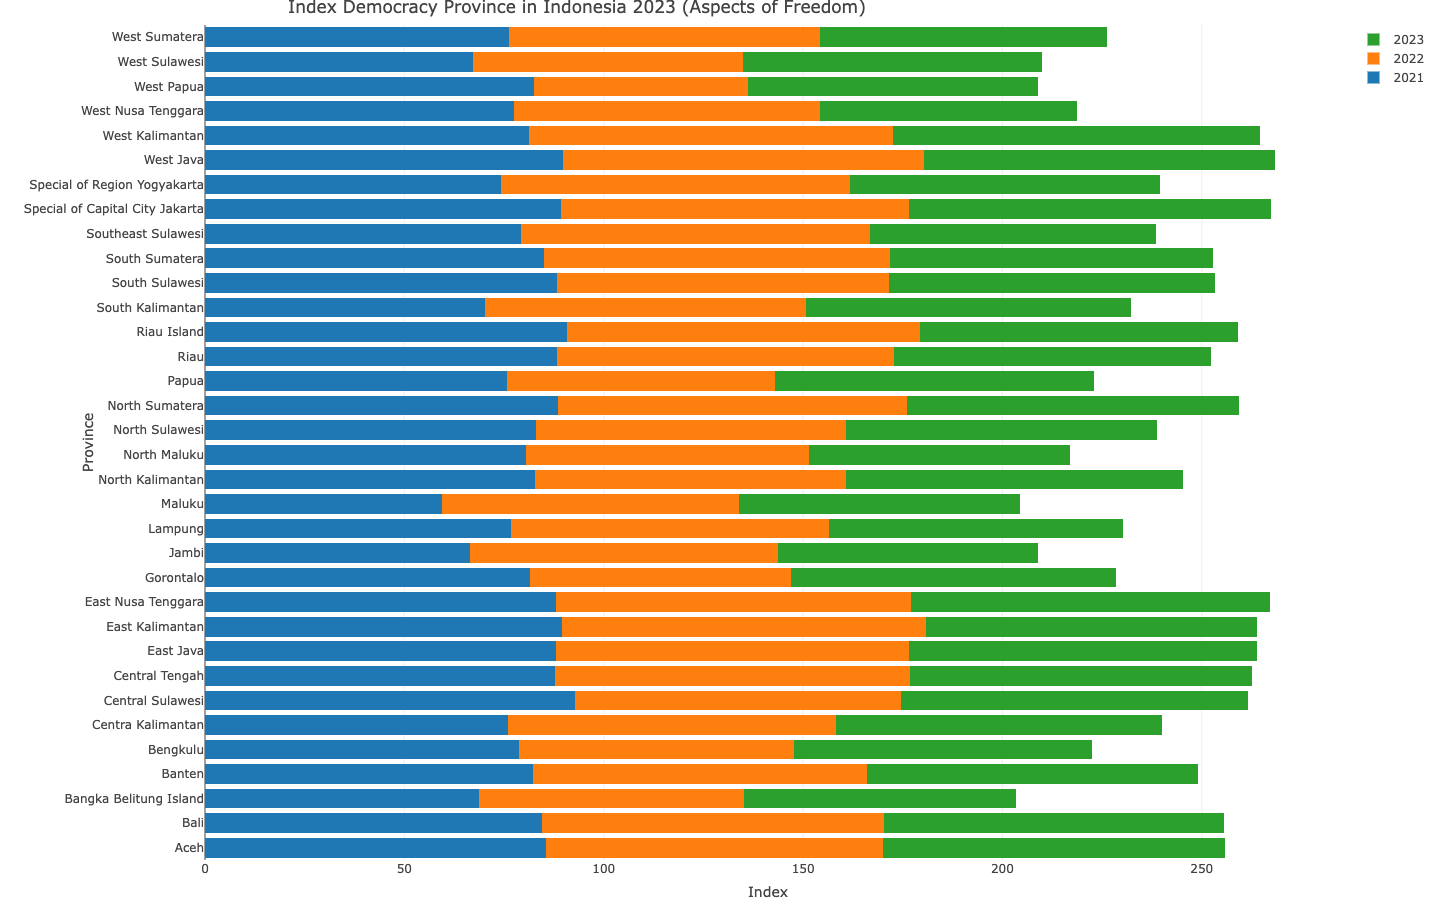 Index Democracy Province in Indonesia 2023 (Aspects of Freedom)
2023
2022
2021
Province
West Sumatera
West Sulawesi
West Papua
West Nusa Tenggara
West Kalimantan
West Java
Special of Region Yogyakarta
Special of Capital City Jakarta
Southeast Sulawesi
South Sumatera
South Sulawesi
South Kalimantan
Riau Island
Riau
Papua
North Sumatera
North Sulawesi
North Maluku
North Kalimantan
Maluku
Lampung
Jambi
Gorontalo
East Nusa Tenggara
East Kalimantan
East Java
Central Tengah
Central Sulawesi
Centra Kalimantan
Bengkulu
Banten
Bangka Belitung Island
Bali
Aceh
0 50 100 150 200 250
Index